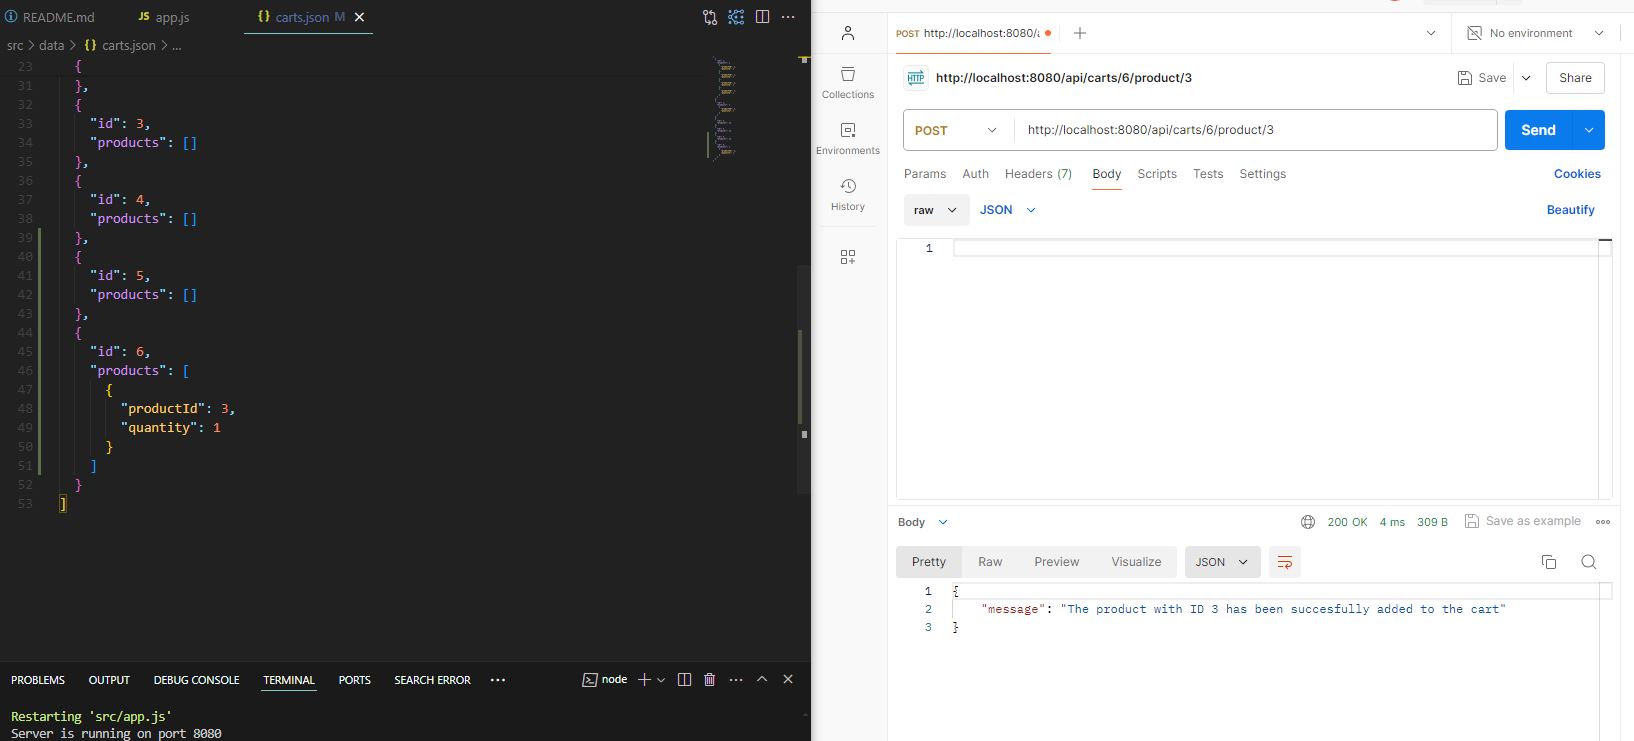 README.md
JS app.js
{} carts.json M
src > data > {} carts.json > ...
23 {
31 },
32 {
33 "id": 3,
34 "products": []
35 },
36 {
37 "id": 4,
38 "products": []
39 },
40 {
41 "id": 5,
42 "products": []
43 },
44 {
45 "id": 6,
46 "products": [
47 {
48 "productId": 3,
49 "quantity": 1
50 }
51 ]
52 }
53 ]
PROBLEMS OUTPUT DEBUG CONSOLE TERMINAL PORTS SEARCH ERROR ... node
Restarting 'src/app.js'
Server is running on port 8080
Collections
Environments
History
POST http://localhost:8080/
No environment
HTTP http://localhost:8080/api/carts/6/product/3
Save
Share
POST http://localhost:8080/api/carts/6/product/3
Send
Params Auth Headers (7) Body Scripts Tests Settings Cookies
raw JSON Beautify
1
Body 200 OK 4 ms 309 B Save as example
Pretty Raw Preview Visualize JSON
1 {
2 "message": "The product with ID 3 has been succesfully added to the cart"
3 }